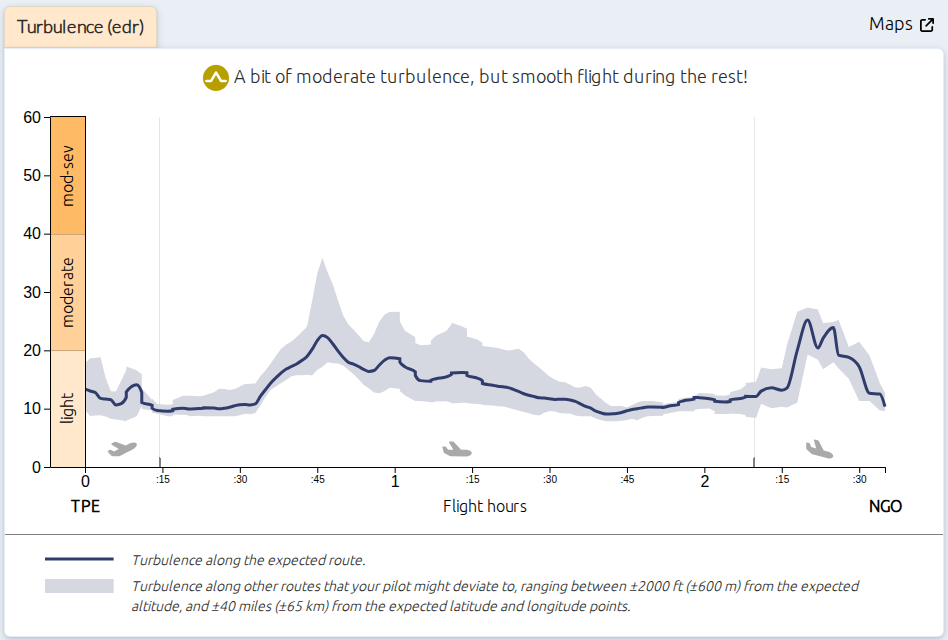 Turbulence (edr)
Maps
A bit of moderate turbulence, but smooth flight during the rest!
60
50
40
30
20
10
0
mod-sev
moderate
light
0 :15 :30 :45 1 :15 :30 :45 2 :15 :30
TPE Flight hours NGO
Turbulence along the expected route.
Turbulence along other routes that your pilot might deviate to, ranging between ±2000 ft (±600 m) from the expected
altitude, and ±40 miles (±65 km) from the expected latitude and longitude points.